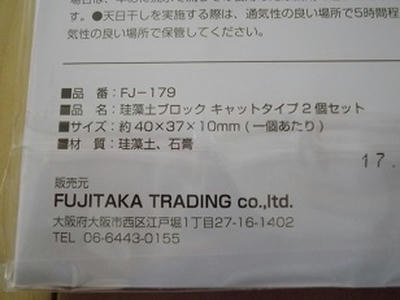 す。●天日干しを実施する際は、通気性の良い場所で5時間程
気性の良い場所で保管してください。
■品　番：FJ－179
■品　名：珪藻土ブロック キャットタイプ2個セット
■サイズ：約40×37×10mm(一個あたり)
■材　質：珪藻土、石膏
17.
販売元
FUJITAKA TRADING co.,ltd.
大阪府大阪市西区江戸堀1丁目27-16-1402
TEL 06-6443-0155